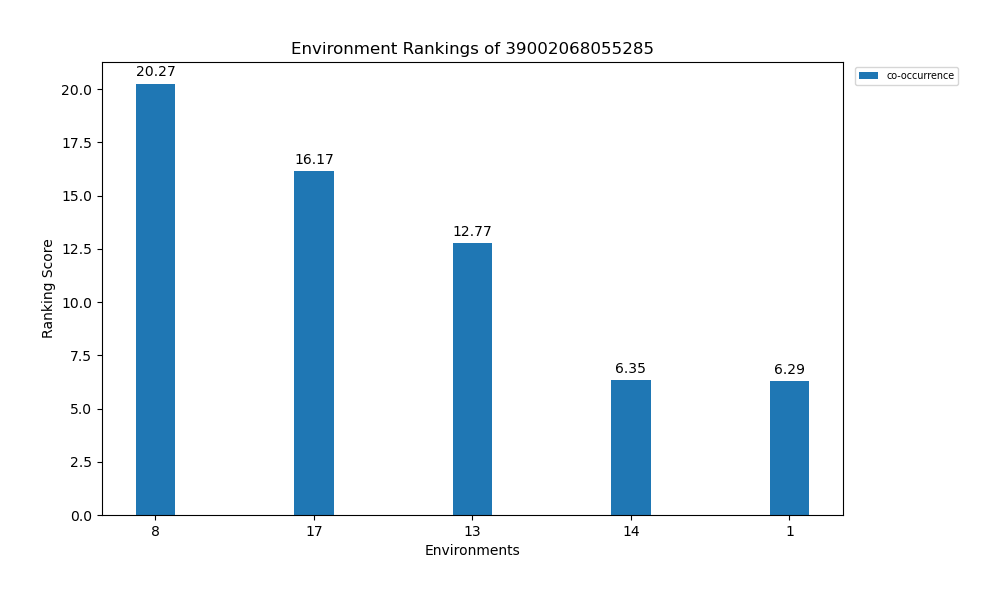 Environment Rankings of 39002068055285
co-occurrence
20.27
16.17
12.77
6.35
6.29
Ranking Score
20.0
17.5
15.0
12.5
10.0
7.5
5.0
2.5
0.0
8 17 13 14 1
Environments